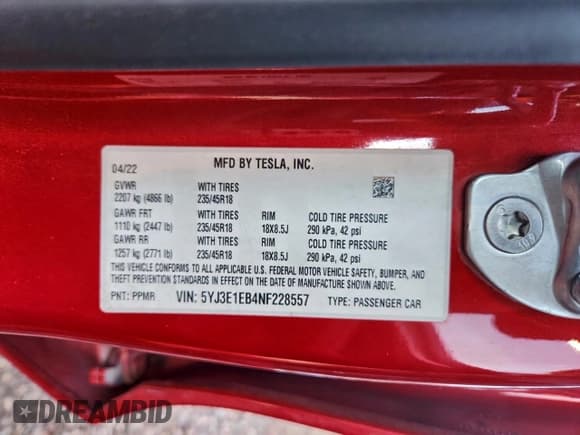 MFD BY TESLA, INC.
04/22
GVWR WITH TIRES
2207 kg (4866 lb) 235/45R18
GAWR FRT WITH TIRES RIM COLD TIRE PRESSURE
1110 kg (2447 lb) 235/45R18 18X8.5J 290 kPa, 42 psi
GAWR RR WITH TIRES RIM COLD TIRE PRESSURE
1257 kg (2771 lb) 235/45R18 18X8.5J 290 kPa, 42 psi
THIS VEHICLE CONFORMS TO ALL APPLICABLE U.S. FEDERAL MOTOR VEHICLE SAFETY, BUMPER, AND
THEFT PREVENTION STANDARDS IN EFFECT ON THE DATE OF MANUFACTURE SHOWN ABOVE.
PNT: PPMR VIN: 5YJ3E1EB4NF228557 TYPE: PASSENGER CAR
DREAMBID